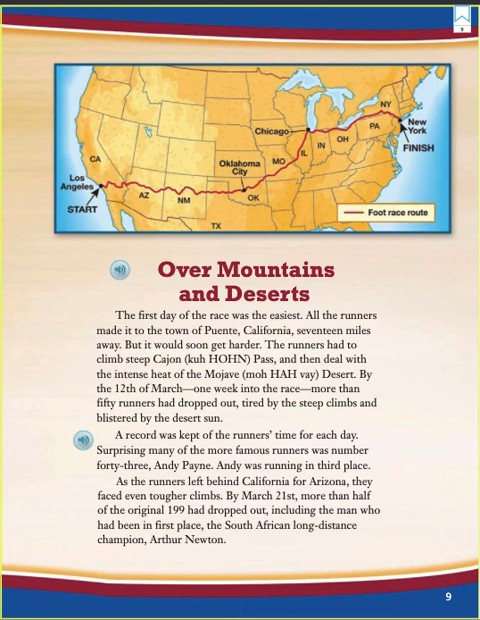 9
NY
New
York
Chicago
PA
OH
FINISH
IN
IL
CA
Oklahoma
City
MO
Los
Angeles
AZ
NM
OK
START
Foot race route
TX
Over Mountains
and Deserts
The first day of the race was the easiest. All the runners
made it to the town of Puente, California, seventeen miles
away. But it would soon get harder. The runners had to
climb steep Cajon (kuh HOHN) Pass, and then deal with
the intense heat of the Mojave (moh HAH vay) Desert. By
the 12th of March—one week into the race—more than
fifty runners had dropped out, tired by the steep climbs and
blistered by the desert sun.
A record was kept of the runners' time for each day.
Surprising many of the more famous runners was number
forty-three, Andy Payne. Andy was running in third place.
As the runners left behind California for Arizona, they
faced even tougher climbs. By March 21st, more than half
of the original 199 had dropped out, including the man who
had been in first place, the South African long-distance
champion, Arthur Newton.
9